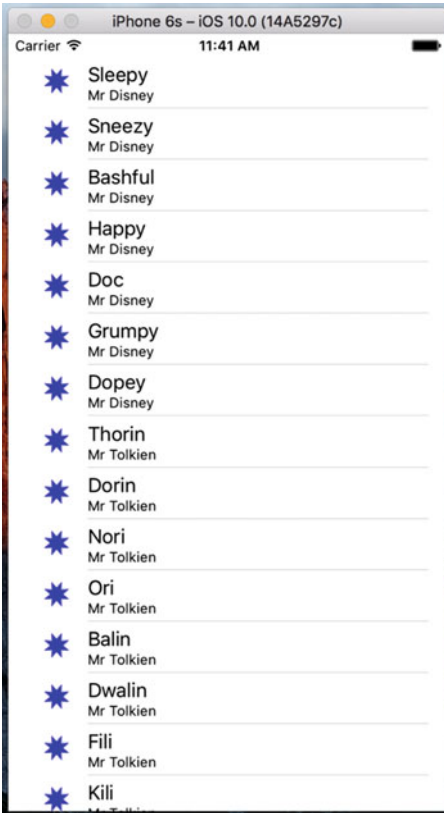 iPhone 6s – iOS 10.0 (14A5297c)
Carrier 11:41 AM
Sleepy
Mr Disney
Sneezy
Mr Disney
Bashful
Mr Disney
Happy
Mr Disney
Doc
Mr Disney
Grumpy
Mr Disney
Dopey
Mr Disney
Thorin
Mr Tolkien
Dorin
Mr Tolkien
Nori
Mr Tolkien
Ori
Mr Tolkien
Balin
Mr Tolkien
Dwalin
Mr Tolkien
Fili
Mr Tolkien
Kili